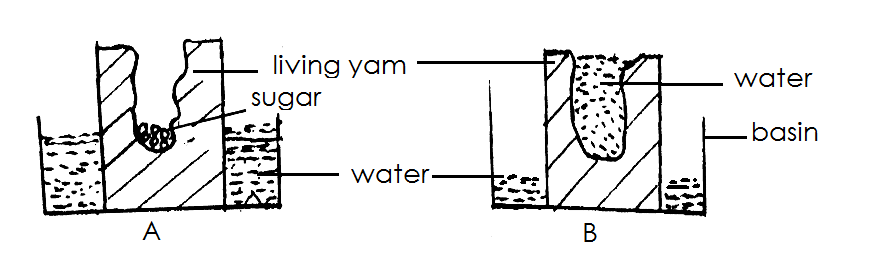 living yam
sugar
water
water
basin
A
B